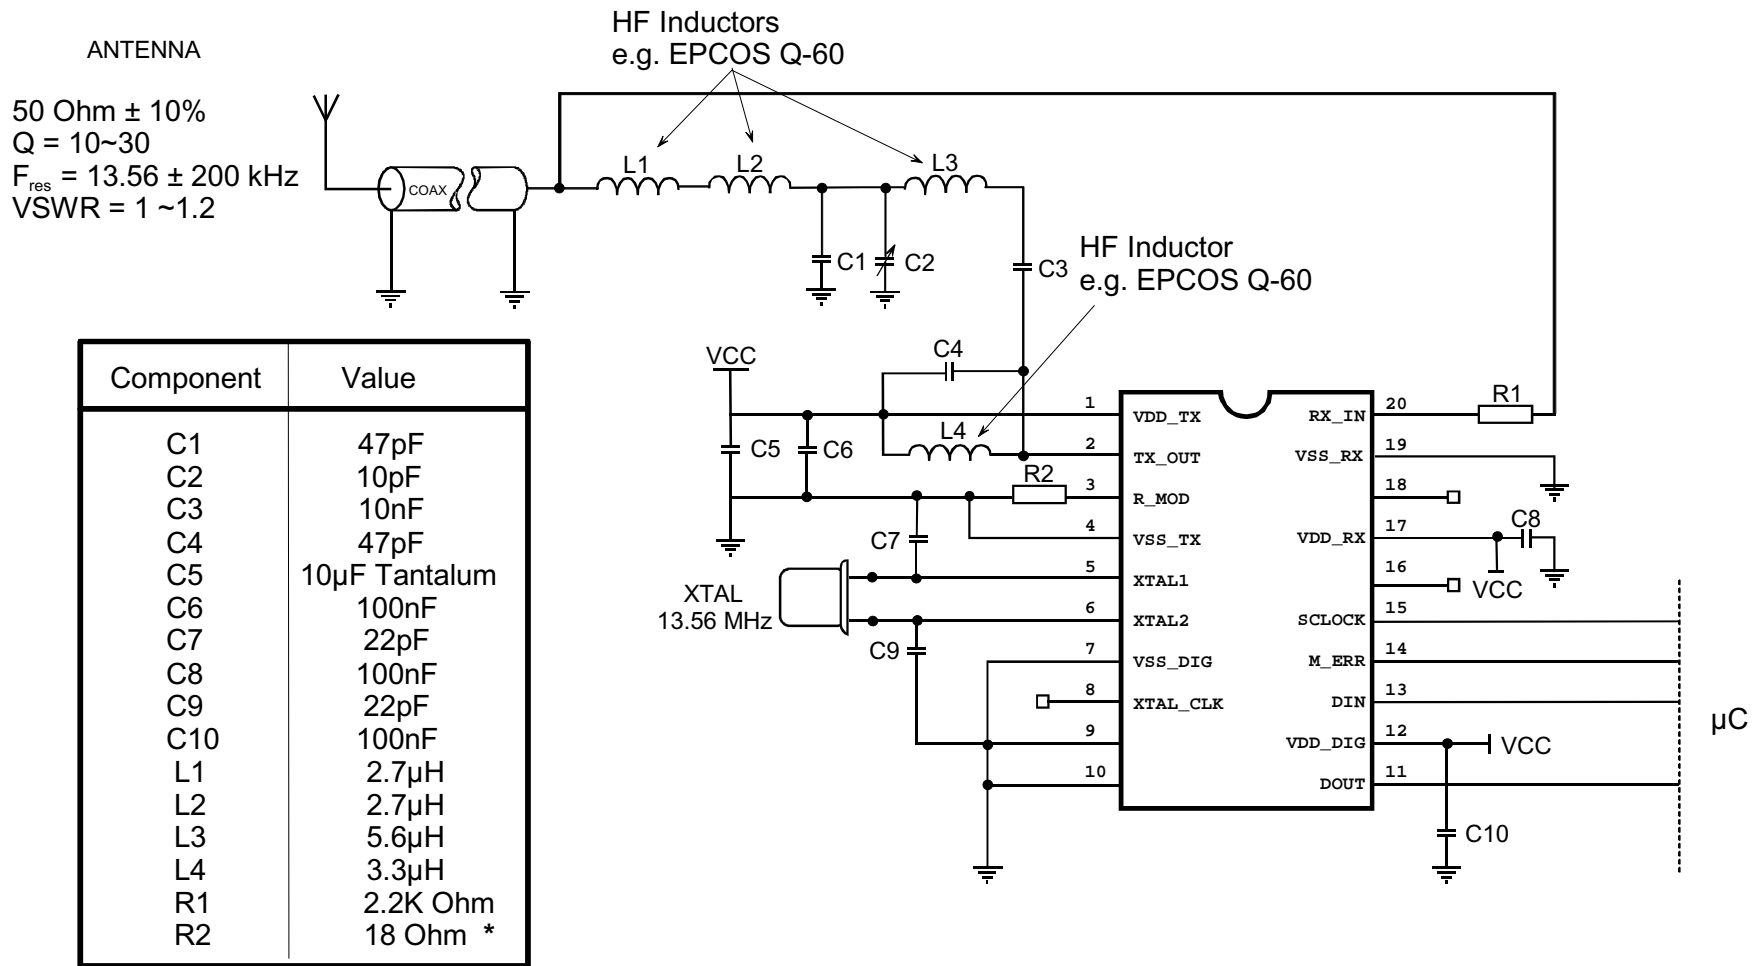 HF Inductors
e.g. EPCOS Q-60
ANTENNA
50 Ohm ± 10%
Q = 10~30
Fres = 13.56 ± 200 kHz
VSWR = 1 ~1.2
COAX
L1
L2
L3
C1
C2
C3
HF Inductor
e.g. EPCOS Q-60
Component Value
C1 47pF
C2 10pF
C3 10nF
C4 47pF
C5 10µF Tantalum
C6 100nF
C7 22pF
C8 100nF
C9 22pF
C10 100nF
L1 2.7µH
L2 2.7µH
L3 5.6µH
L4 3.3µH
R1 2.2K Ohm
R2 18 Ohm *
VCC
C4
L4
C5
C6
R2
C7
XTAL
13.56 MHz
C9
1 VDD_TX
2 TX_OUT
3 R_MOD
4 VSS_TX
5 XTAL1
6 XTAL2
7 VSS_DIG
8 XTAL_CLK
9
10
RX_IN 20
VSS_RX 19
18
VDD_RX 17
16
SCLOCK 15
M_ERR 14
DIN 13
VDD_DIG 12
DOUT 11
R1
C8
VCC
VCC
C10
µC